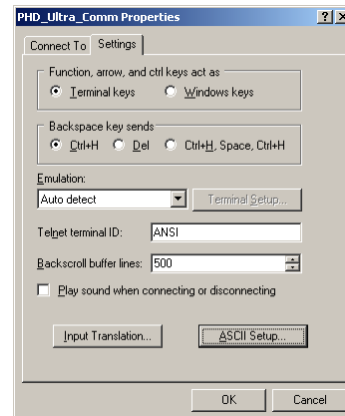 PHD_Ultra_Comm Properties ? X
Connect To Settings
Function, arrow, and ctrl keys act as
Terminal keys Windows keys
Backspace key sends
Ctrl+H Del Ctrl+H, Space, Ctrl+H
Emulation:
Auto detect Terminal Setup...
Telnet terminal ID: ANSI
Backscroll buffer lines: 500
Play sound when connecting or disconnecting
Input Translation... ASCII Setup...
OK Cancel